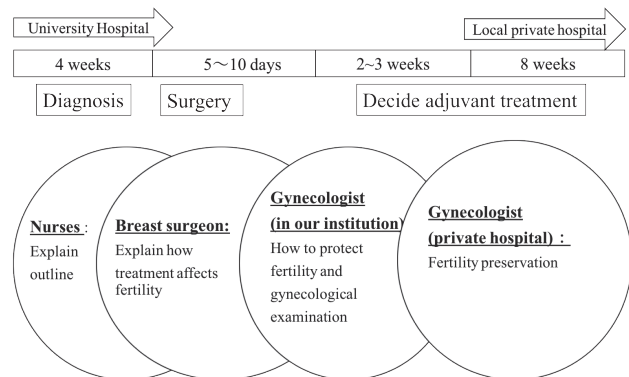 University Hospital
Local private hospital
4 weeks
5～10 days
2~3 weeks
8 weeks
Diagnosis
Surgery
Decide adjuvant treatment
Nurses :
Explain
outline
Breast surgeon:
Explain how
treatment affects
fertility
Gynecologist
(in our institution)
How to protect
fertility and
gynecological
examination
Gynecologist
(private hospital)：
Fertility preservation